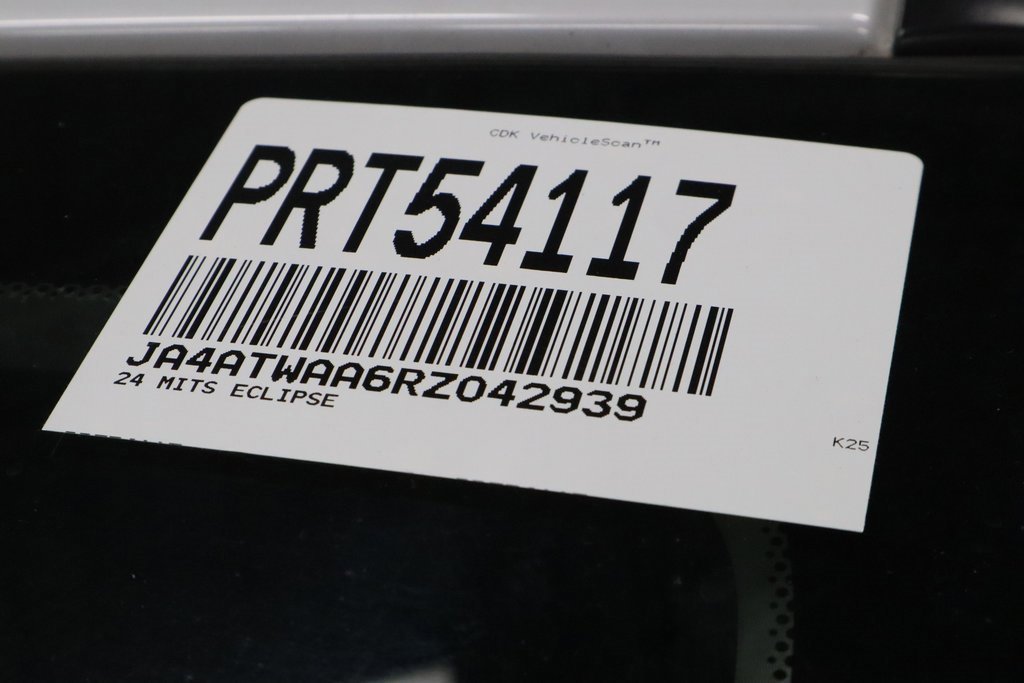 CDK VehicleScan™
PRT54117
JA4ATWAA6RZ042939
24 MITS ECLIPSE
K25